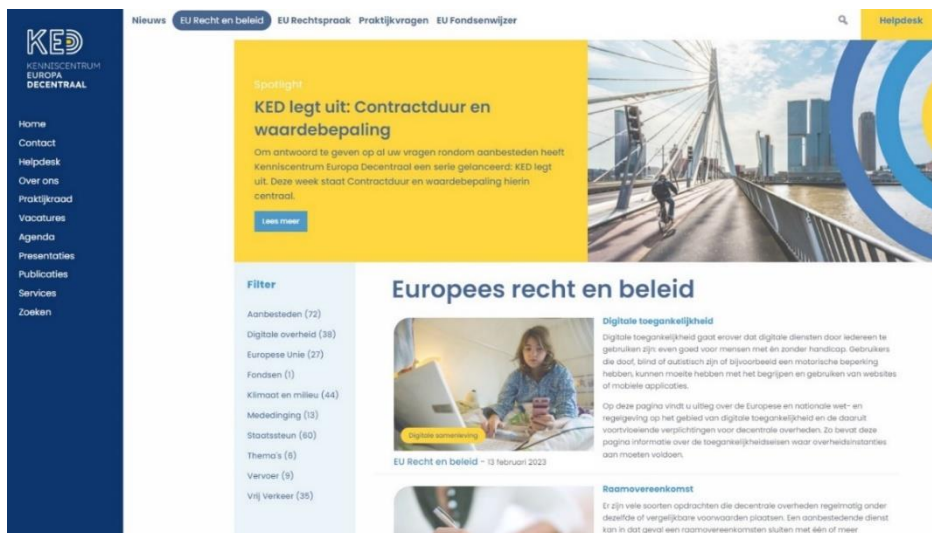 KED
KENNISCENTRUM
EUROPA
DECENTRAAL
Home
Contact
Helpdesk
Over ons
Praktijkraad
Vacatures
Agenda
Presentaties
Publicaties
Services
Zoeken
Nieuws EU Recht en beleid EU Rechtspraak Praktijkvragen EU Fondsenwijzer
Helpdesk
Spotlight
KED legt uit: Contractduur en
waardebepaling
Om antwoord te geven op al uw vragen rondom aanbesteden heeft
Kenniscentrum Europa Decentraal een serie gelanceerd: KED legt
uit. Deze week staat Contractduur en waardebepaling hierin
centraal.
Lees meer
Filter
Aanbesteden (72)
Digitale overheid (38)
Europese Unie (27)
Fondsen (1)
Klimaat en milieu (44)
Mededinging (13)
Staatssteun (60)
Thema's (6)
Vervoer (9)
Vrij Verkeer (35)
Europees recht en beleid
Digitale samenleving
EU Recht en beleid - 13 februari 2023
Digitale toegankelijkheid
Digitale toegankelijkheid gaat erover dat digitale diensten door iedereen te
gebruiken zijn: even goed voor mensen met én zonder handicap. Gebruikers
die doof, blind of autistisch zijn of bijvoorbeeld een motorische beperking
hebben, kunnen moeite hebben met het begrijpen en gebruiken van websites
of mobiele applicaties.
Op deze pagina vindt u uitleg over de Europese en nationale wet- en
regelgeving op het gebied van digitale toegankelijkheid en de daaruit
voortvloeiende verplichtingen voor decentrale overheden. Zo bevat deze
pagina informatie over de toegankelijkheidseisen waar overheidsinstanties
aan moeten voldoen.
Raamovereenkomst
Er zijn vele soorten opdrachten die decentrale overheden regelmatig onder
dezelfde of vergelijkbare voorwaarden plaatsen. Een aanbestedende dienst
kan in dat geval een raamovereenkomsten sluiten met één of meer